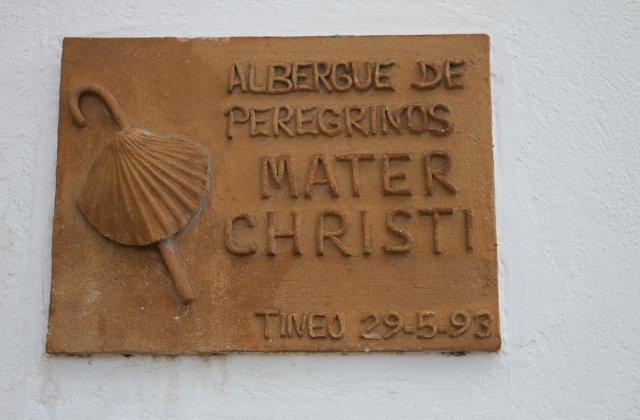 ALBERGUE DE
PEREGRINOS
MATER
CHRISTI
TINEO 29-5-93